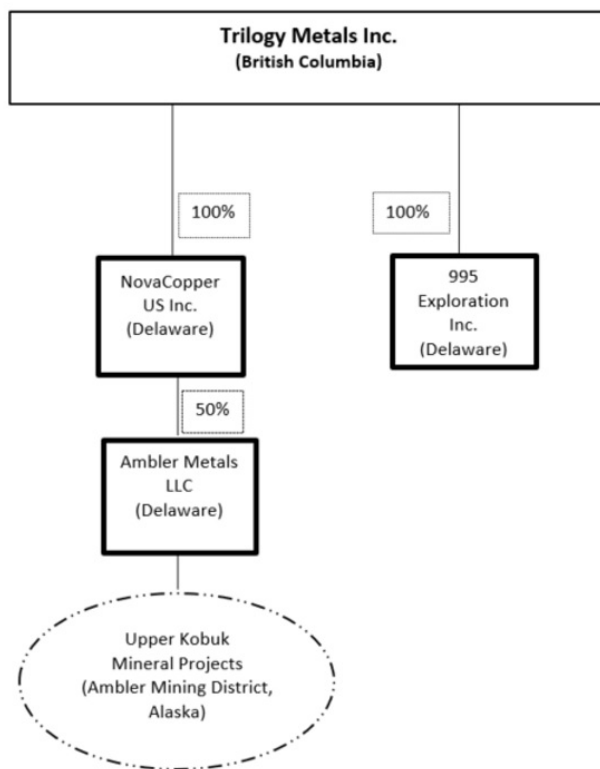 Trilogy Metals Inc.
(British Columbia)
100%
100%
NovaCopper
US Inc.
(Delaware)
995
Exploration
Inc.
(Delaware)
50%
Ambler Metals
LLC
(Delaware)
Upper Kobuk
Mineral Projects
(Ambler Mining District,
Alaska)